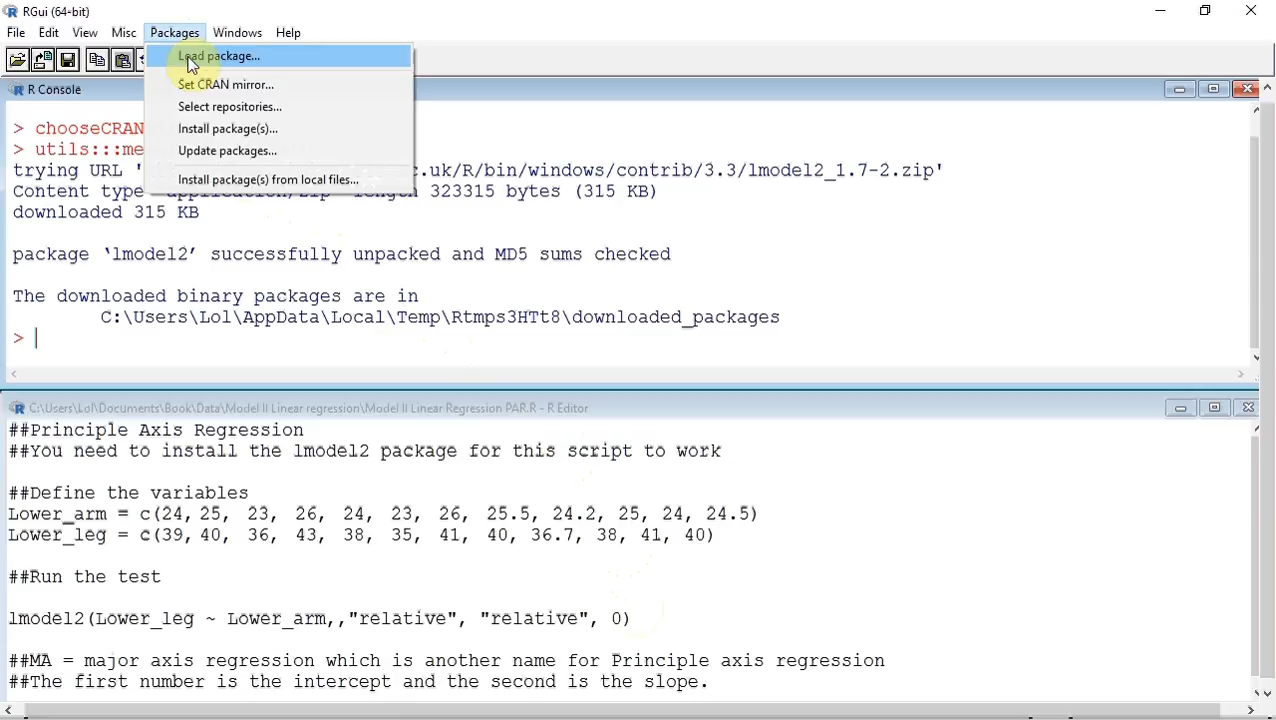 RGui (64-bit)
File Edit View Misc Packages Windows Help
Load package...
Set CRAN mirror...
Select repositories...
Install package(s)...
Update packages...
Install package(s) from local files...
R Console
> chooseCRAN
> utils:::me
trying URL '
.uk/R/bin/windows/contrib/3.3/lmodel2_1.7-2.zip'
Content type 'application/zip' length 323315 bytes (315 KB)
downloaded 315 KB
package ‘lmodel2’ successfully unpacked and MD5 sums checked
The downloaded binary packages are in
C:\Users\Lol\AppData\Local\Temp\Rtmps3HTt8\downloaded_packages
>
C:\Users\Lol\Documents\Book\Data\Model II Linear regression\Model II Linear Regression PAR.R - R Editor
##Principle Axis Regression
##You need to install the lmodel2 package for this script to work
##Define the variables
Lower_arm = c(24, 25, 23, 26, 24, 23, 26, 25.5, 24.2, 25, 24, 24.5)
Lower_leg = c(39, 40, 36, 43, 38, 35, 41, 40, 36.7, 38, 41, 40)
##Run the test
lmodel2(Lower_leg ~ Lower_arm,,"relative", "relative", 0)
##MA = major axis regression which is another name for Principle axis regression
##The first number is the intercept and the second is the slope.